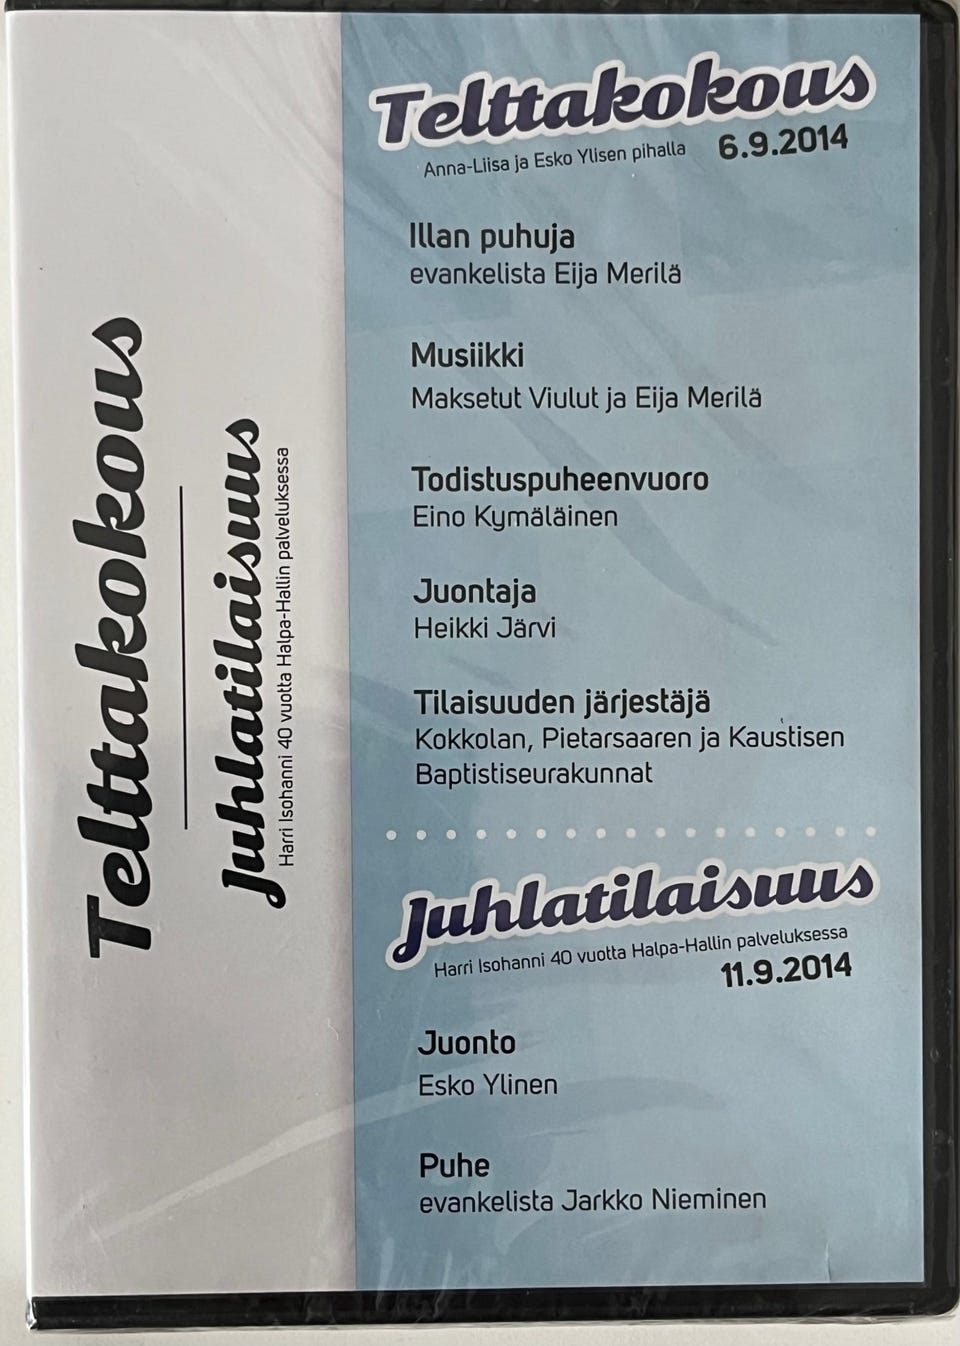 Telttakokous
Juhlatilaisuus
Harri Isohanni 40 vuotta Halpa-Hallin palveluksessa
Telttakokous
Anna-Liisa ja Esko Ylisen pihalla 6.9.2014
Illan puhuja
evankelista Eija Merilä
Musiikki
Maksetut Viulut ja Eija Merilä
Todistuspuheenvuoro
Eino Kymäläinen
Juontaja
Heikki Järvi
Tilaisuuden järjestäjä
Kokkolan, Pietarsaaren ja Kaustisen
Baptistiseurakunnat
Juhlatilaisuus
Harri Isohanni 40 vuotta Halpa-Hallin palveluksessa
11.9.2014
Juonto
Esko Ylinen
Puhe
evankelista Jarkko Nieminen